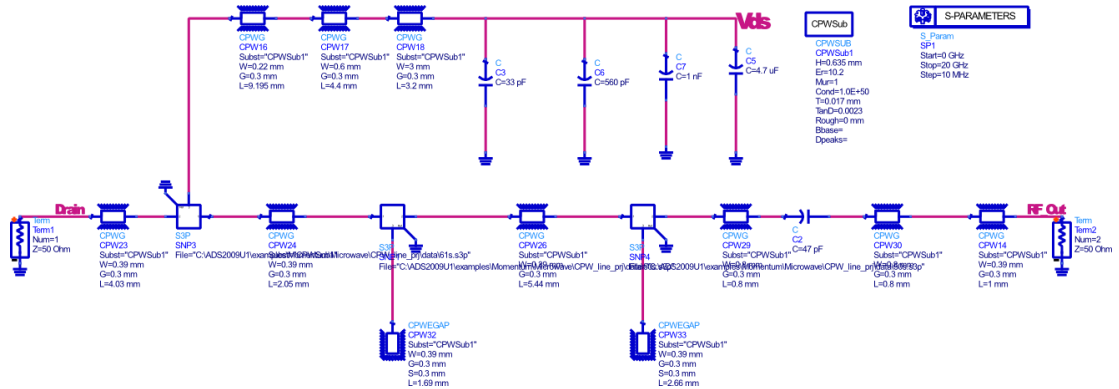 CPWG
CPW16
Subst="CPWSub1"
W=0.22 mm
G=0.3 mm
L=9.195 mm
CPWG
CPW17
Subst="CPWSub1"
W=0.6 mm
G=0.3 mm
L=4.4 mm
CPWG
CPW18
Subst="CPWSub1"
W=3 mm
G=0.3 mm
L=3.2 mm
C
C3
C=33 pF
C
C6
C=560 pF
C
C7
C=1 nF
C
C5
C=4.7 uF
Vds
CPWSub
CPWSUB
CPWSub1
H=0.635 mm
Er=10.2
Mur=1
Cond=1.0E+50
T=0.017 mm
TanD=0.0023
Rough=0 mm
Bbase=
Dpeaks=
S-PARAMETERS
S_Param
SP1
Start=0 GHz
Stop=20 GHz
Step=10 MHz
Drain
Term
Term1
Num=1
Z=50 Ohm
CPWG
CPW23
Subst="CPWSub1"
W=0.39 mm
G=0.3 mm
L=4.03 mm
S3P
SNP3
CPWG
CPW24
W=0.39 mm
G=0.3 mm
L=2.05 mm
CPWG
CPW26
G=0.3 mm
L=5.44 mm
S3P
SNP4
CPWG
CPW29
G=0.3 mm
L=0.8 mm
C
C2
C=47 pF
CPWG
CPW30
Subst="CPWSub1"
G=0.3 mm
L=0.8 mm
CPWG
CPW14
Subst="CPWSub1"
W=0.39 mm
G=0.3 mm
L=1 mm
RF Out
Term
Term2
Num=2
Z=50 Ohm
CPWEGAP
CPW32
Subst="CPWSub1"
W=0.39 mm
G=0.3 mm
S=0.3 mm
L=1.69 mm
CPWEGAP
CPW33
Subst="CPWSub1"
W=0.39 mm
G=0.3 mm
S=0.3 mm
L=2.66 mm